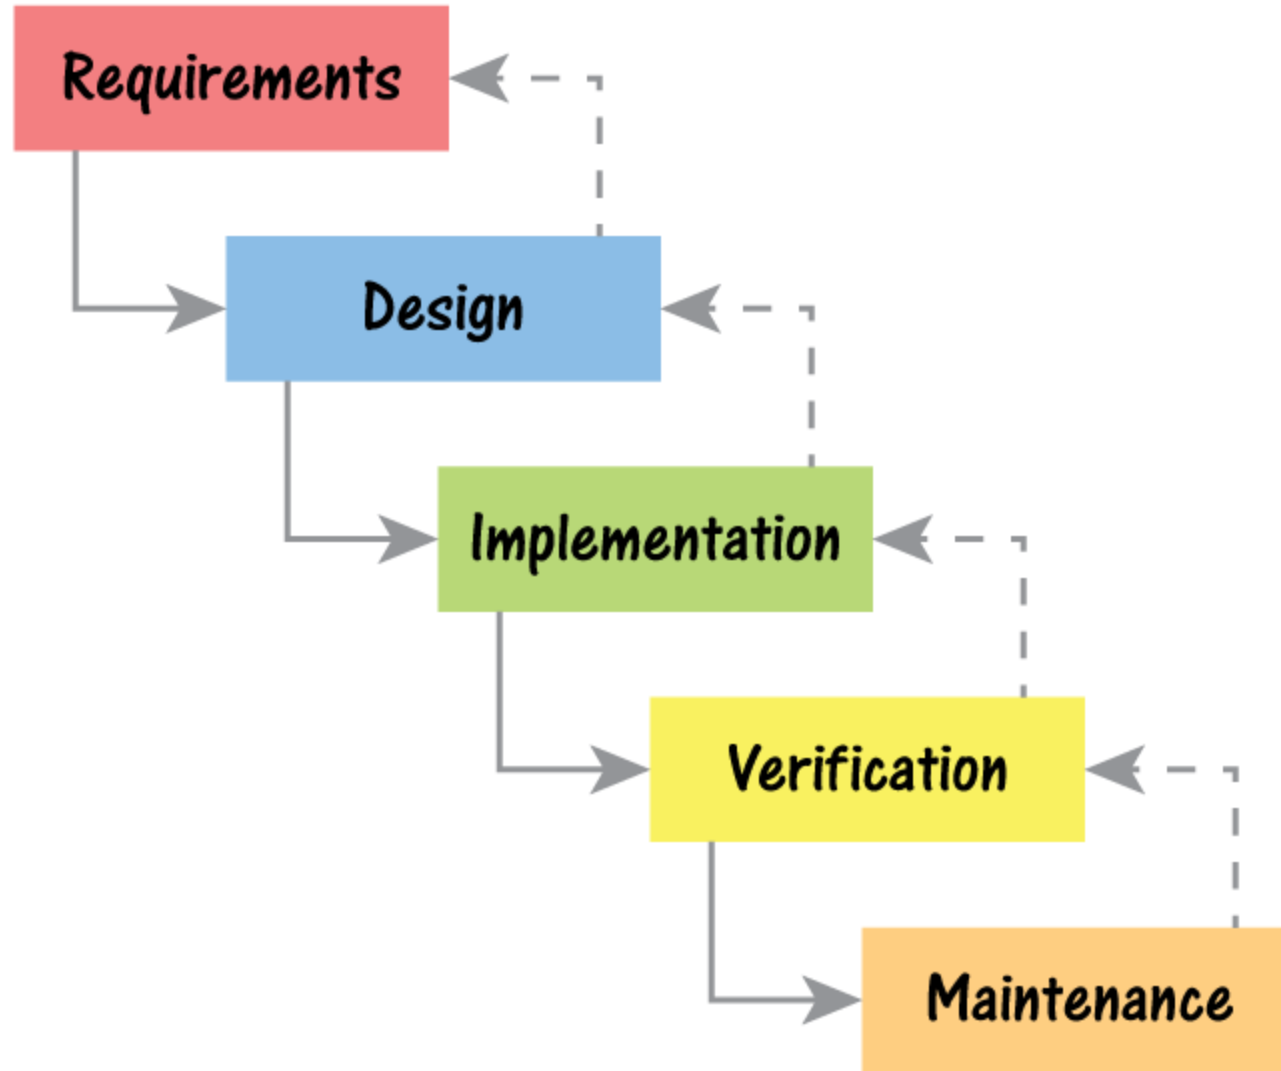 Requirements
Design
Implementation
Verification
Maintenance